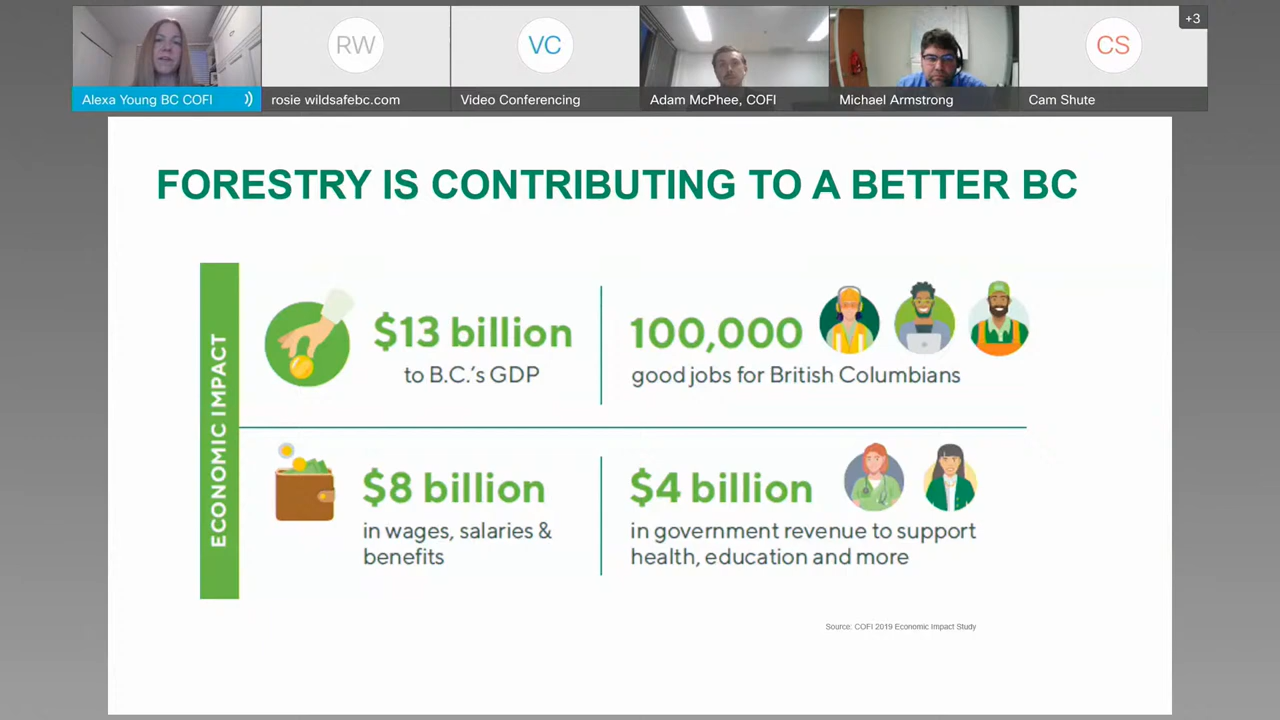 +3
RW
VC
CS
Alexa Young BC COFI
rosie wildsafebc.com
Video Conferencing
Adam McPhee, COFI
Michael Armstrong
Cam Shute
FORESTRY IS CONTRIBUTING TO A BETTER BC
ECONOMIC IMPACT
$13 billion
to B.C.'s GDP
100,000
good jobs for British Columbians
$8 billion
in wages, salaries &
benefits
$4 billion
in government revenue to support
health, education and more
Source: COFI 2019 Economic Impact Study